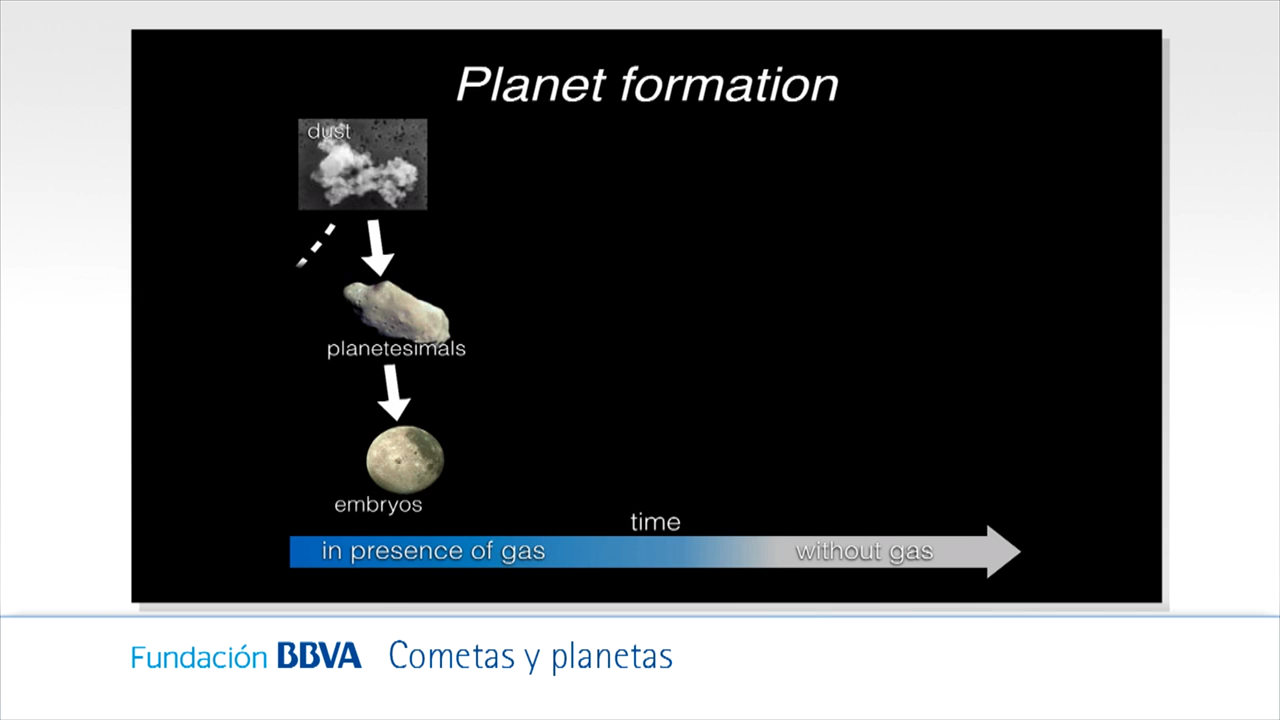 Planet formation
dust
planetesimals
embryos
time
in presence of gas
without gas
Fundación BBVA
Cometas y planetas